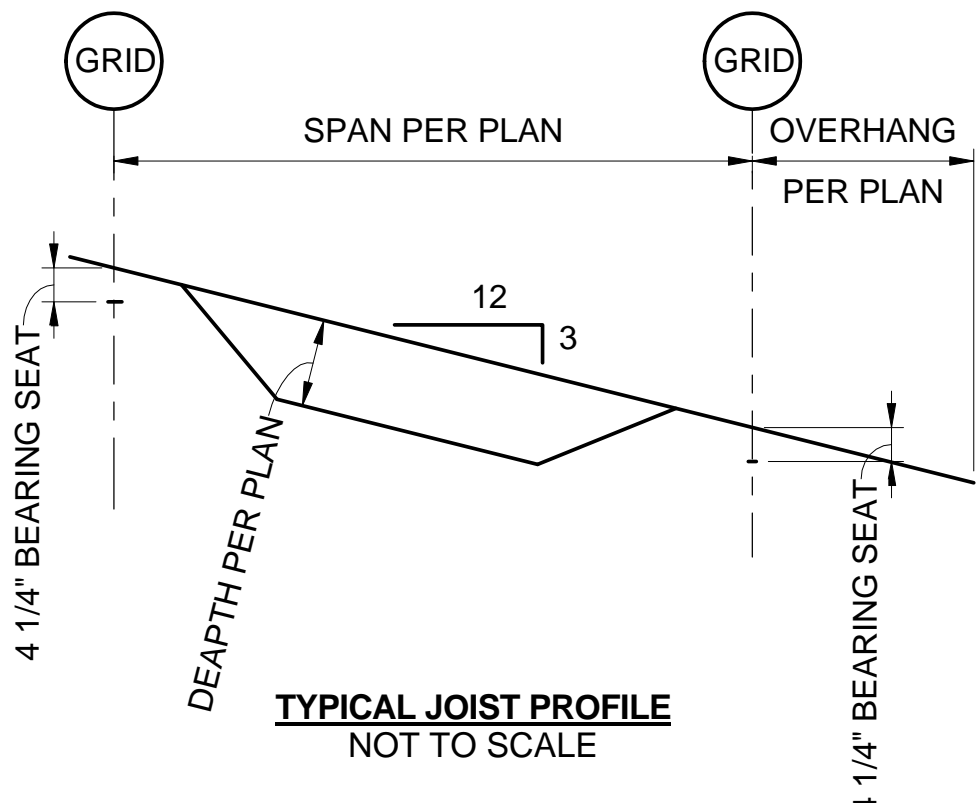 GRID
GRID
SPAN PER PLAN
OVERHANG
PER PLAN
12
3
4 1/4" BEARING SEAT
DEAPTH PER PLAN
4 1/4" BEARING SEAT
TYPICAL JOIST PROFILE
NOT TO SCALE